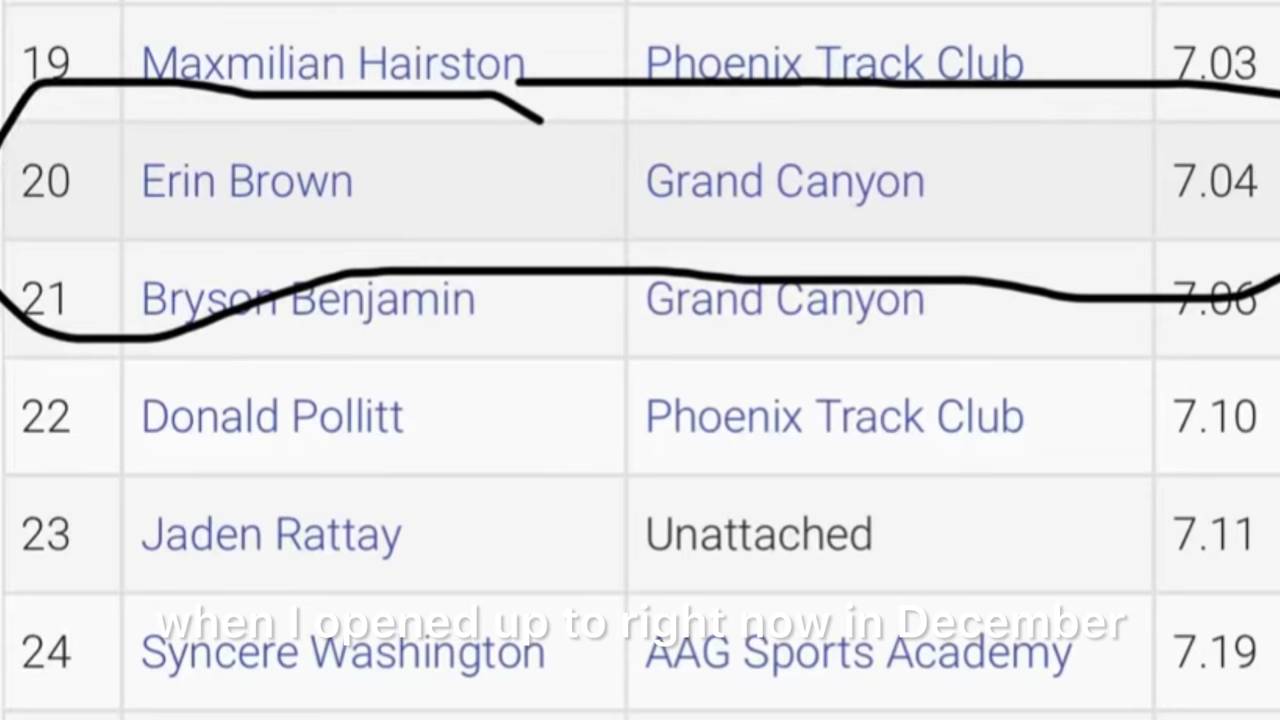 19 Maxmilian Hairston Phoenix Track Club 7.03
20 Erin Brown Grand Canyon 7.04
21 Bryson Benjamin Grand Canyon 7.06
22 Donald Pollitt Phoenix Track Club 7.10
23 Jaden Rattay Unattached 7.11
when I opened up to right now in December
24 Syncere Washington AAG Sports Academy 7.19